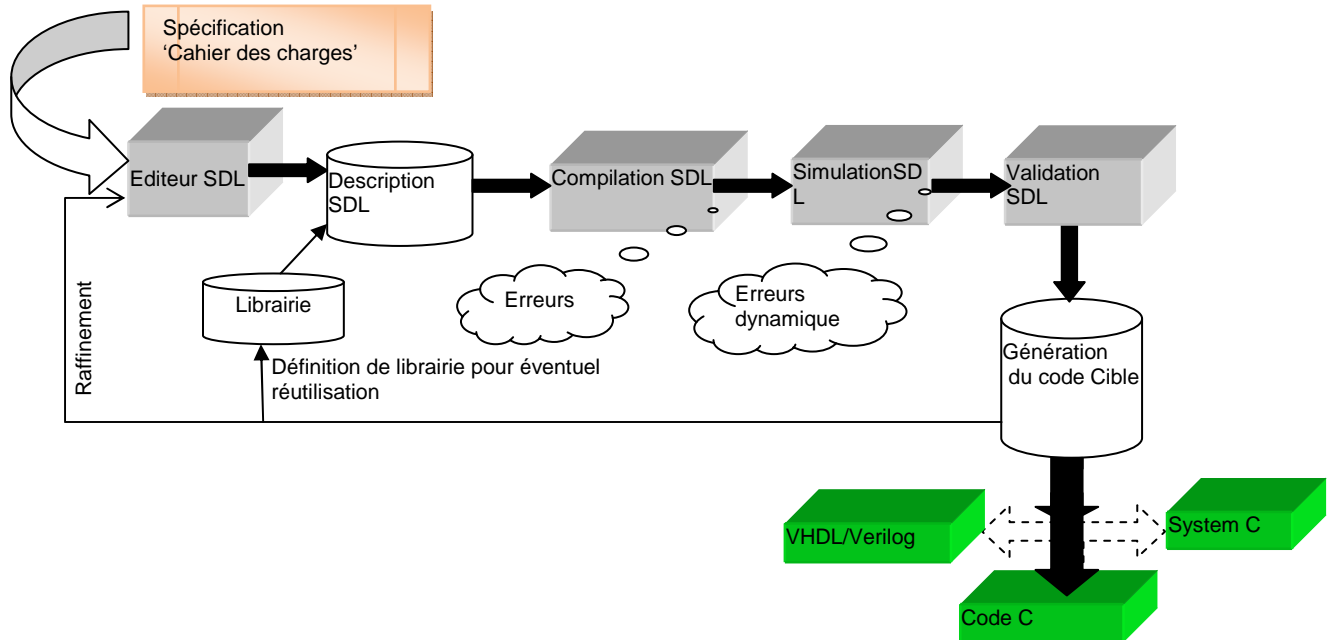 Spécification
‘Cahier des charges’
Editeur SDL
Description
SDL
Compilation SDL
SimulationSD
L
Validation
SDL
Librairie
Erreurs
Erreurs
dynamique
Raffinement
Définition de librairie pour éventuel
réutilisation
Génération
du code Cible
VHDL/Verilog
System C
Code C